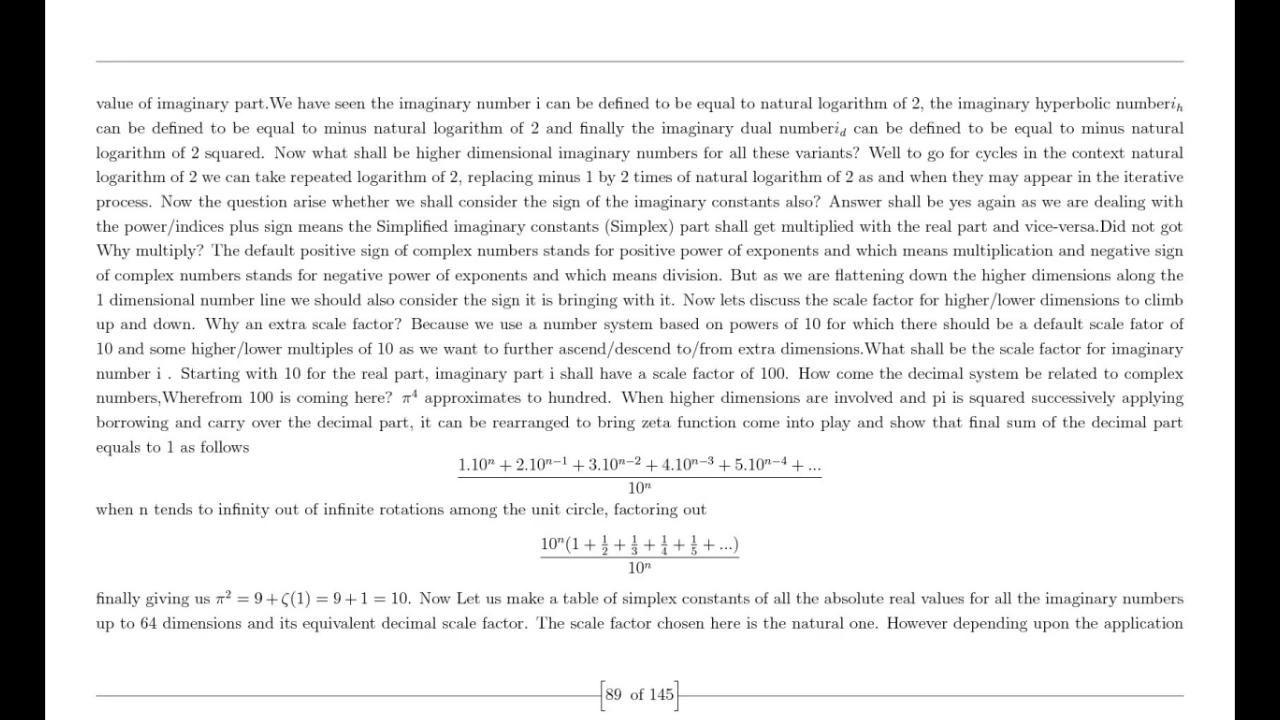 value of imaginary part.We have seen the imaginary number i can be defined to be equal to natural logarithm of 2, the imaginary hyperbolic numberi_h
can be defined to be equal to minus natural logarithm of 2 and finally the imaginary dual numberi_d can be defined to be equal to minus natural
logarithm of 2 squared. Now what shall be higher dimensional imaginary numbers for all these variants? Well to go for cycles in the context natural
logarithm of 2 we can take repeated logarithm of 2, replacing minus 1 by 2 times of natural logarithm of 2 as and when they may appear in the iterative
process. Now the question arise whether we shall consider the sign of the imaginary constants also? Answer shall be yes again as we are dealing with
the power/indices plus sign means the Simplified imaginary constants (Simplex) part shall get multiplied with the real part and vice-versa.Did not got
Why multiply? The default positive sign of complex numbers stands for positive power of exponents and which means multiplication and negative sign
of complex numbers stands for negative power of exponents and which means division. But as we are flattening down the higher dimensions along the
1 dimensional number line we should also consider the sign it is bringing with it. Now lets discuss the scale factor for higher/lower dimensions to climb
up and down. Why an extra scale factor? Because we use a number system based on powers of 10 for which there should be a default scale fator of
10 and some higher/lower multiples of 10 as we want to further ascend/descend to/from extra dimensions.What shall be the scale factor for imaginary
number i . Starting with 10 for the real part, imaginary part i shall have a scale factor of 100. How come the decimal system be related to complex
numbers,Wherefrom 100 is coming here? π^4 approximates to hundred. When higher dimensions are involved and pi is squared successively applying
borrowing and carry over the decimal part, it can be rearranged to bring zeta function come into play and show that final sum of the decimal part
equals to 1 as follows
1.10^n + 2.10^{n−1} + 3.10^{n−2} + 4.10^{n−3} + 5.10^{n−4} + ...
10^n
when n tends to infinity out of infinite rotations among the unit circle, factoring out
10^n(1 + 1/2 + 1/3 + 1/4 + 1/5 + ...)
10^n
finally giving us π^2 = 9 + ζ(1) = 9 + 1 = 10. Now Let us make a table of simplex constants of all the absolute real values for all the imaginary numbers
up to 64 dimensions and its equivalent decimal scale factor. The scale factor chosen here is the natural one. However depending upon the application
[89 of 145]